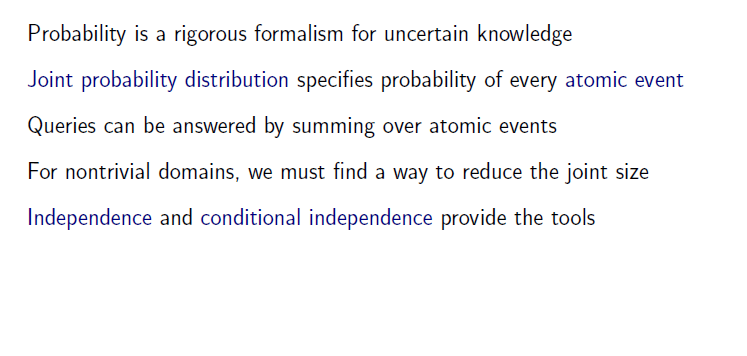 Probability is a rigorous formalism for uncertain knowledge
Joint probability distribution specifies probability of every atomic event
Queries can be answered by summing over atomic events
For nontrivial domains, we must find a way to reduce the joint size
Independence and conditional independence provide the tools